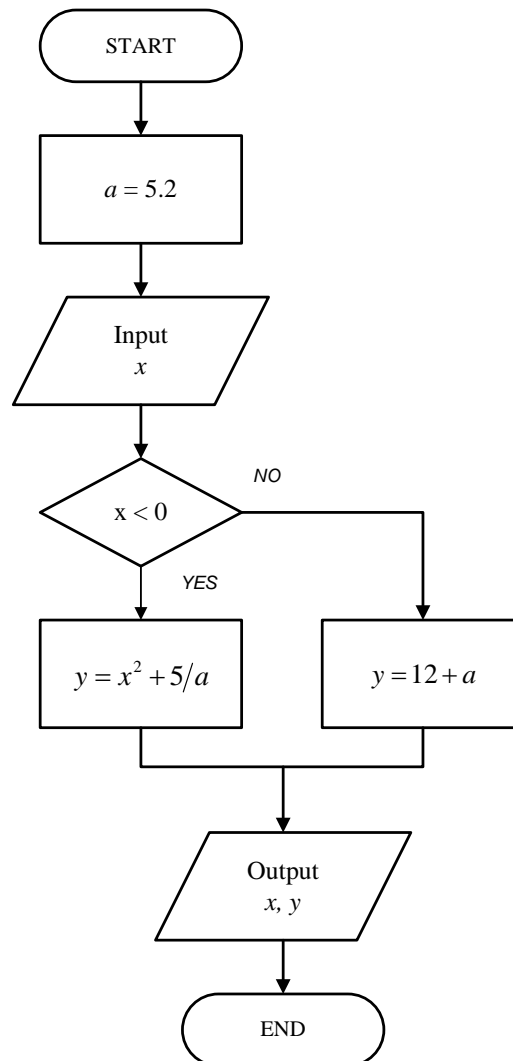 START
a = 5.2
Input
x
x < 0
NO
YES
y = x² + 5/a
y = 12 + a
Output
x, y
END